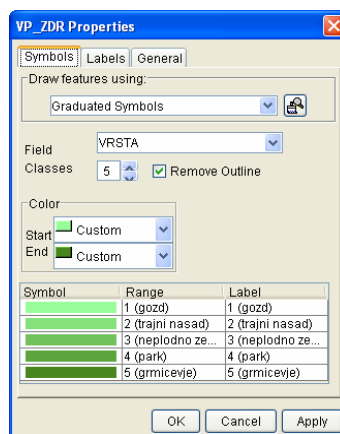 VP_ZDR Properties
Symbols Labels General
Draw features using:
Graduated Symbols
Field VRSTA
Classes 5 Remove Outline
Color
Start Custom
End Custom
Symbol Range Label
1 (gozd) 1 (gozd)
2 (trajni nasad) 2 (trajni nasad)
3 (neplodno ze... 3 (neplodno ze...
4 (park) 4 (park)
5 (grmicevje) 5 (grmicevje)
OK Cancel Apply